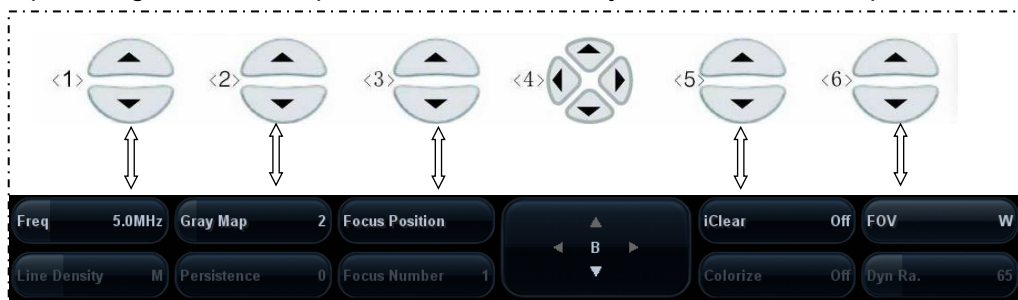 <1> <2> <3> <4> <5> <6>
Freq 5.0MHz Gray Map 2 Focus Position B iClear Off FOV W
Line Density M Persistence 0 Focus Number 1 Colorize Off Dyn Ra. 65